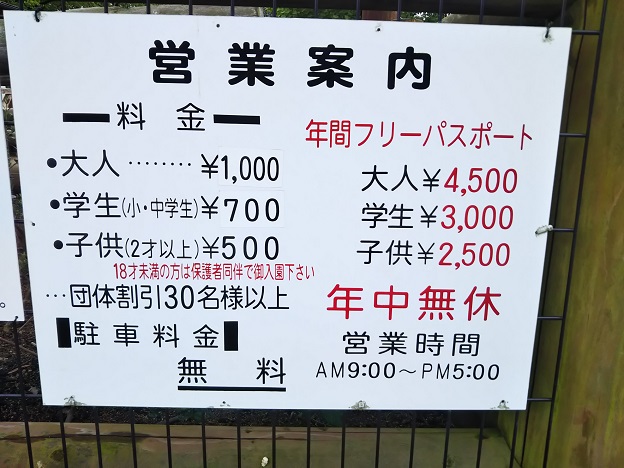 営業案内
料金
•大人‥‥‥‥¥1,000
•学生(小・中学生)¥700
•子供(2才以上)¥500
18才未満の方は保護者同伴で御入園下さい
…団体割引30名様以上
駐車料金
無料
年間フリーパスポート
大人¥4,500
学生¥3,000
子供¥2,500
年中無休
営業時間
AM9:00〜PM5:00
。